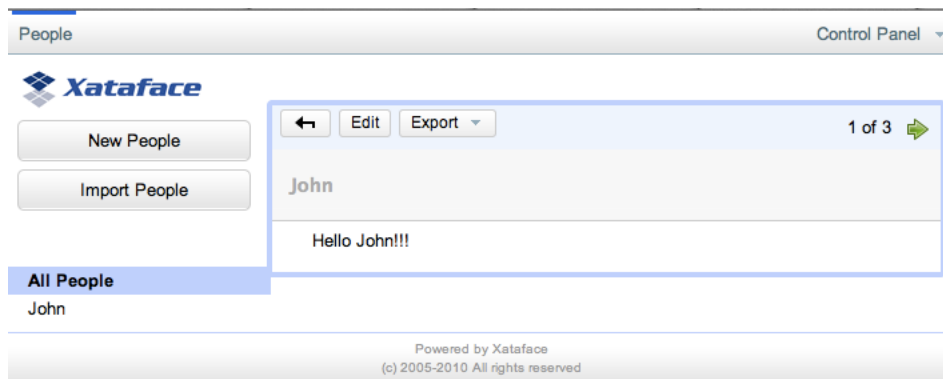 People Control Panel
Xataface
New People
Import People
All People
John
Edit Export 1 of 3
John
Hello John!!!
Powered by Xataface
(c) 2005-2010 All rights reserved